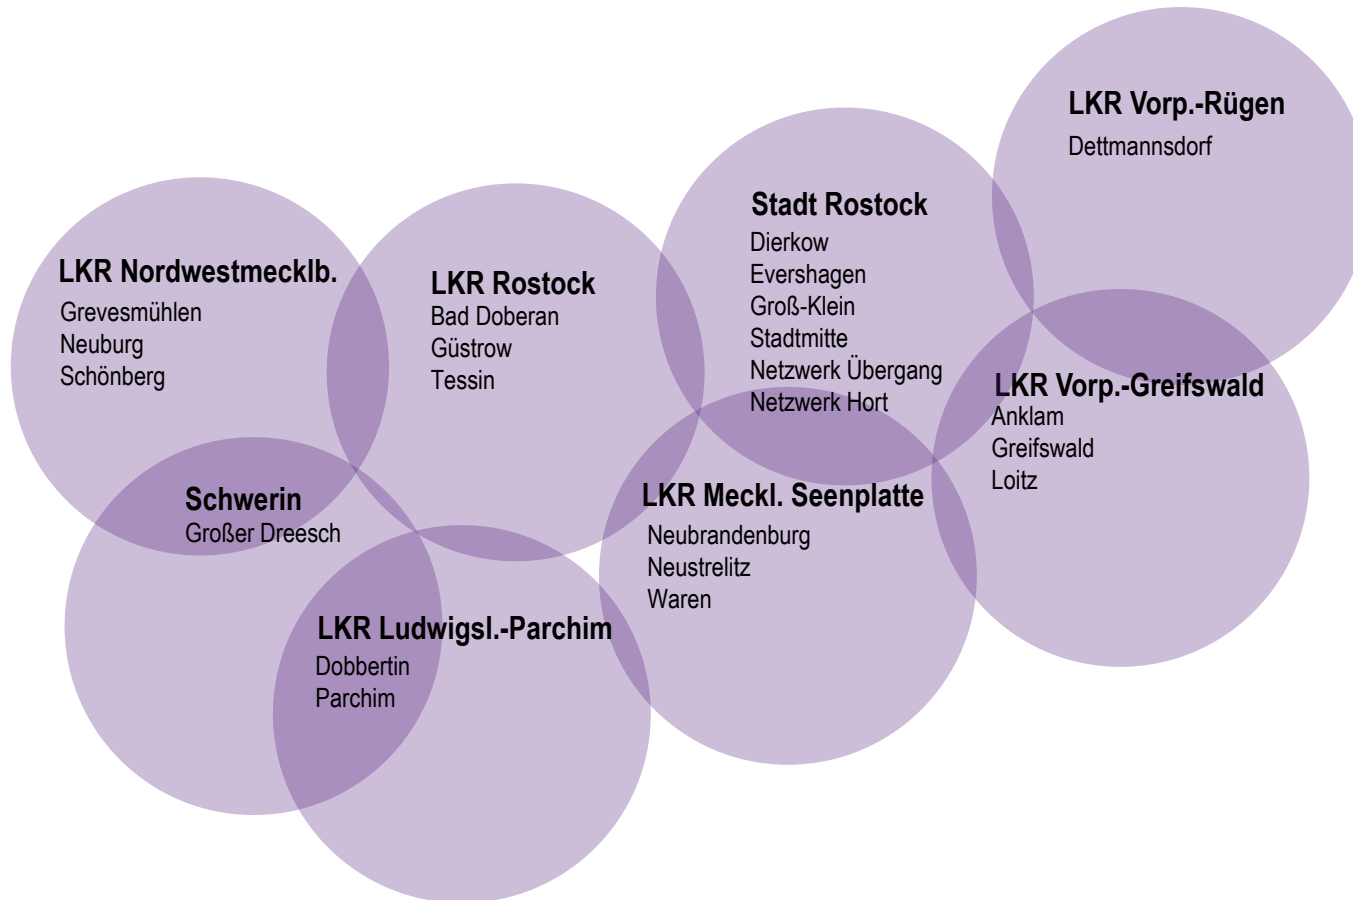 LKR Vorp.-Rügen
Dettmannsdorf
Stadt Rostock
Dierkow
Evershagen
Groß-Klein
Stadtmitte
Netzwerk Übergang
Netzwerk Hort
LKR Nordwestmecklb.
Grevesmühlen
Neuburg
Schönberg
LKR Rostock
Bad Doberan
Güstrow
Tessin
LKR Vorp.-Greifswald
Anklam
Greifswald
Loitz
Schwerin
Großer Dreesch
LKR Meckl. Seenplatte
Neubrandenburg
Neustrelitz
Waren
LKR Ludwigsl.-Parchim
Dobbertin
Parchim